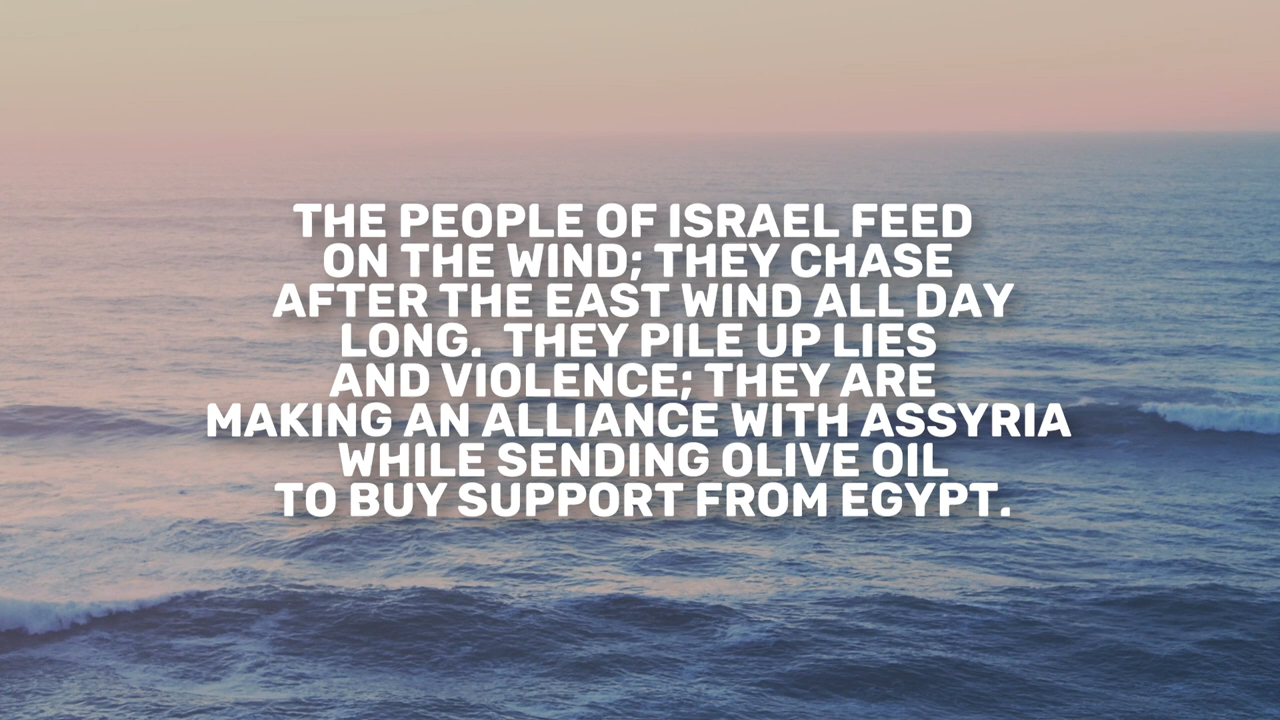 THE PEOPLE OF ISRAEL FEED
ON THE WIND; THEY CHASE
AFTER THE EAST WIND ALL DAY
LONG.  THEY PILE UP LIES
AND VIOLENCE; THEY ARE
MAKING AN ALLIANCE WITH ASSYRIA
WHILE SENDING OLIVE OIL
TO BUY SUPPORT FROM EGYPT.